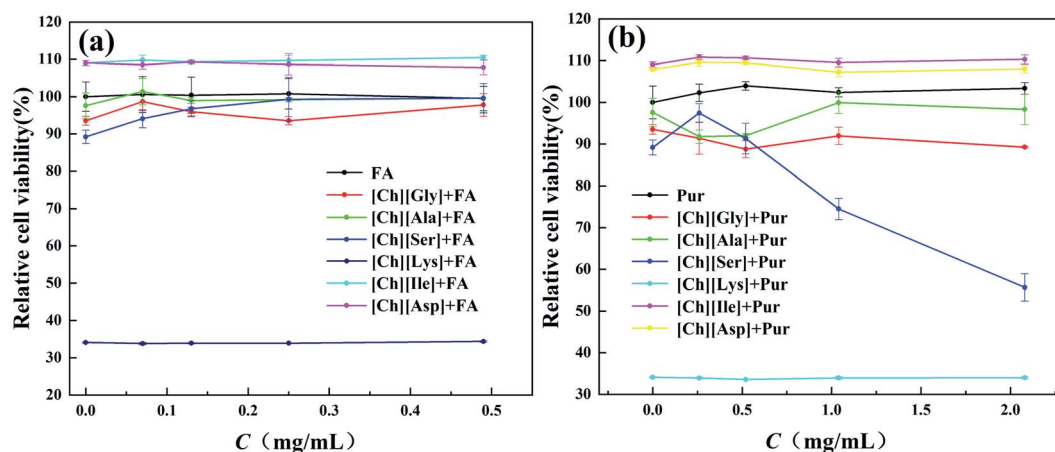 (a)
Relative cell viability(%)
120
110
100
90
80
70
60
50
40
30
20
FA
[Ch][Gly]+FA
[Ch][Ala]+FA
[Ch][Ser]+FA
[Ch][Lys]+FA
[Ch][Ile]+FA
[Ch][Asp]+FA
0.0 0.1 0.2 0.3 0.4 0.5
C（mg/mL）
(b)
Relative cell viability(%)
120
110
100
90
80
70
60
50
40
30
Pur
[Ch][Gly]+Pur
[Ch][Ala]+Pur
[Ch][Ser]+Pur
[Ch][Lys]+Pur
[Ch][Ile]+Pur
[Ch][Asp]+Pur
0.0 0.5 1.0 1.5 2.0
C（mg/mL）